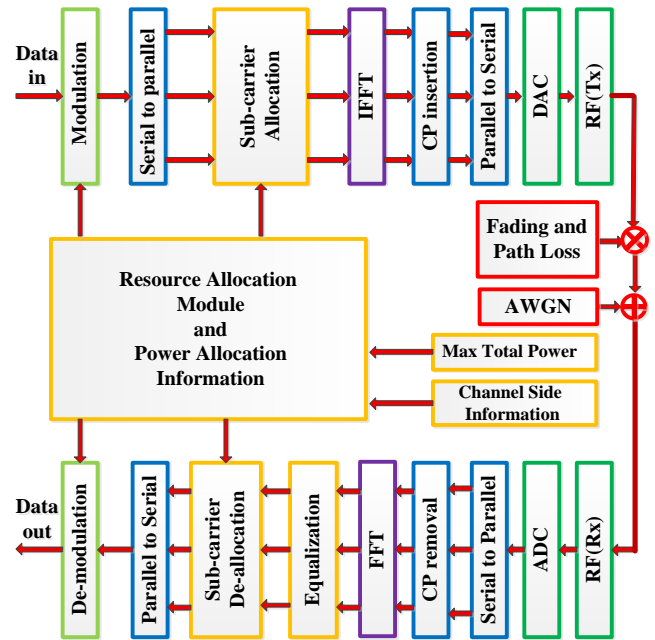 Data
in
Modulation
Serial to parallel
Sub-carrier
Allocation
IFFT
CP insertion
Parallel to Serial
DAC
RF(Tx)
Fading and
Path Loss
AWGN
Resource Allocation
Module
and
Power Allocation
Information
Max Total Power
Channel Side
Information
Data
out
De-modulation
Parallel to Serial
Sub-carrier
De-allocation
Equalization
FFT
CP removal
Serial to Parallel
ADC
RF(Rx)